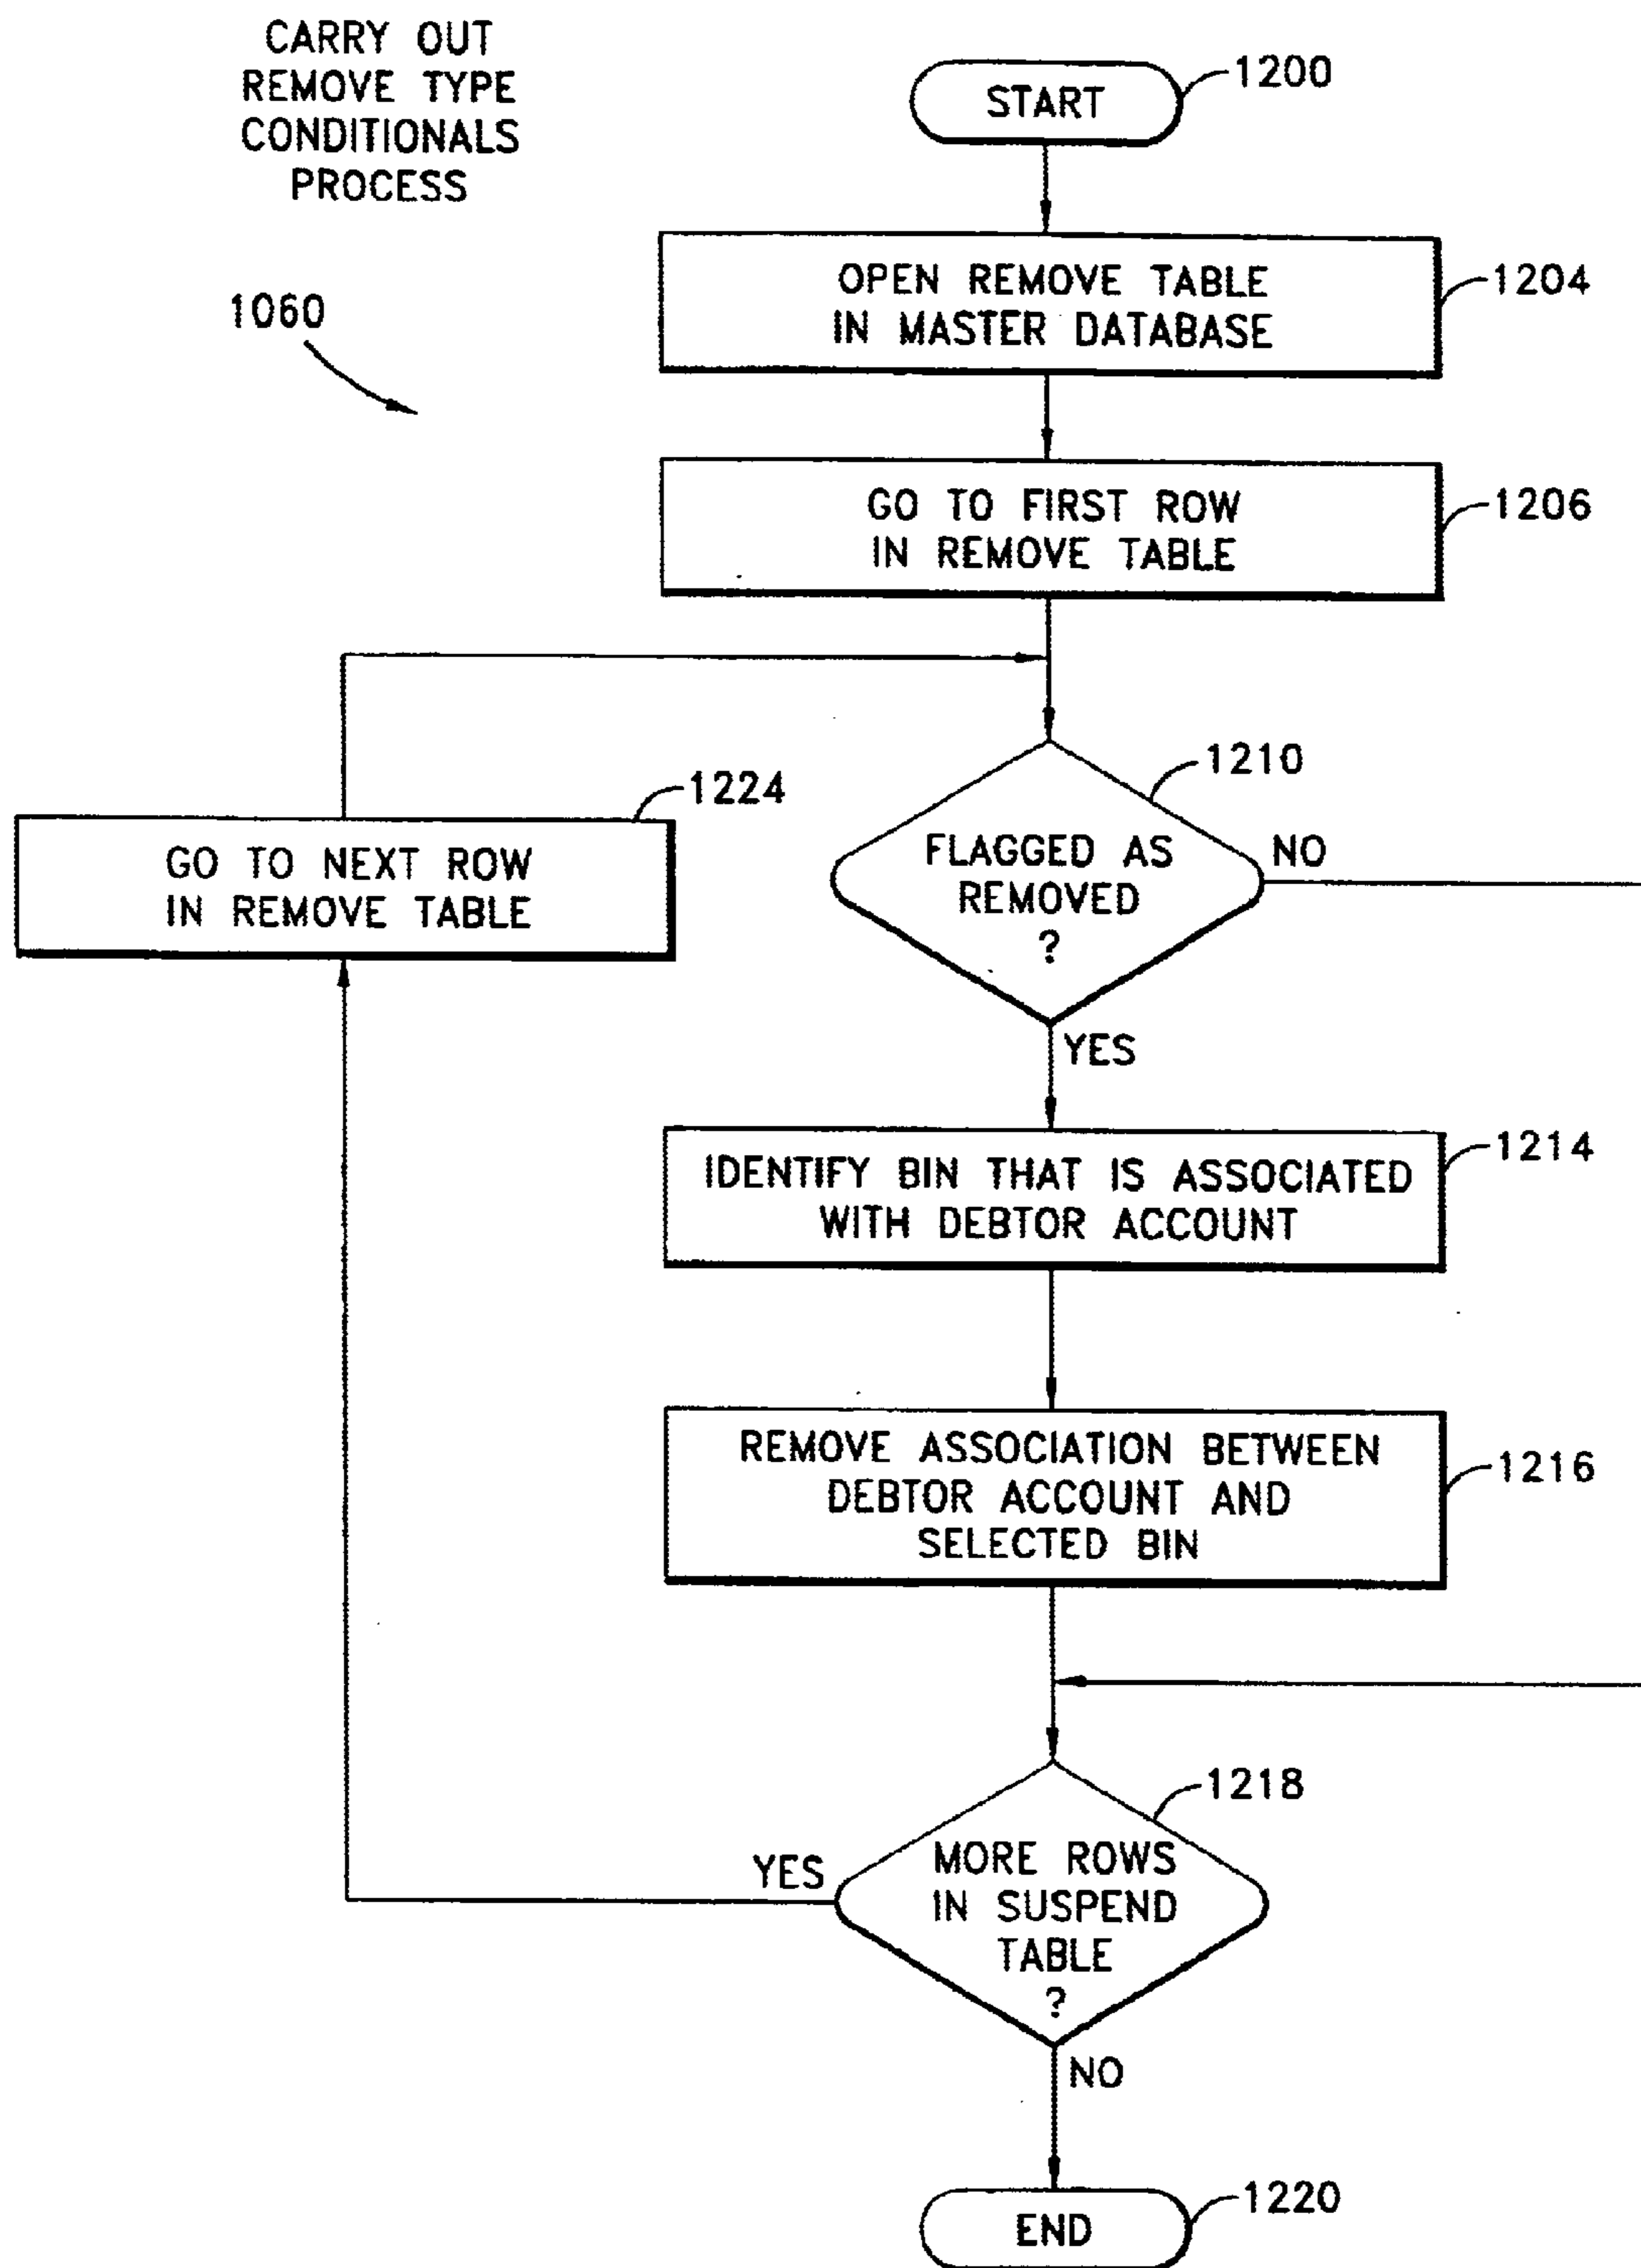 CARRY OUT
REMOVE TYPE
CONDITIONALS
PROCESS
1060
START
1200
OPEN REMOVE TABLE
IN MASTER DATABASE
1204
GO TO FIRST ROW
IN REMOVE TABLE
1206
FLAGGED AS
REMOVED
?
1210
NO
YES
GO TO NEXT ROW
IN REMOVE TABLE
1224
IDENTIFY BIN THAT IS ASSOCIATED
WITH DEBTOR ACCOUNT
1214
REMOVE ASSOCIATION BETWEEN
DEBTOR ACCOUNT AND
SELECTED BIN
1216
MORE ROWS
IN SUSPEND
TABLE
?
1218
YES
NO
END
1220